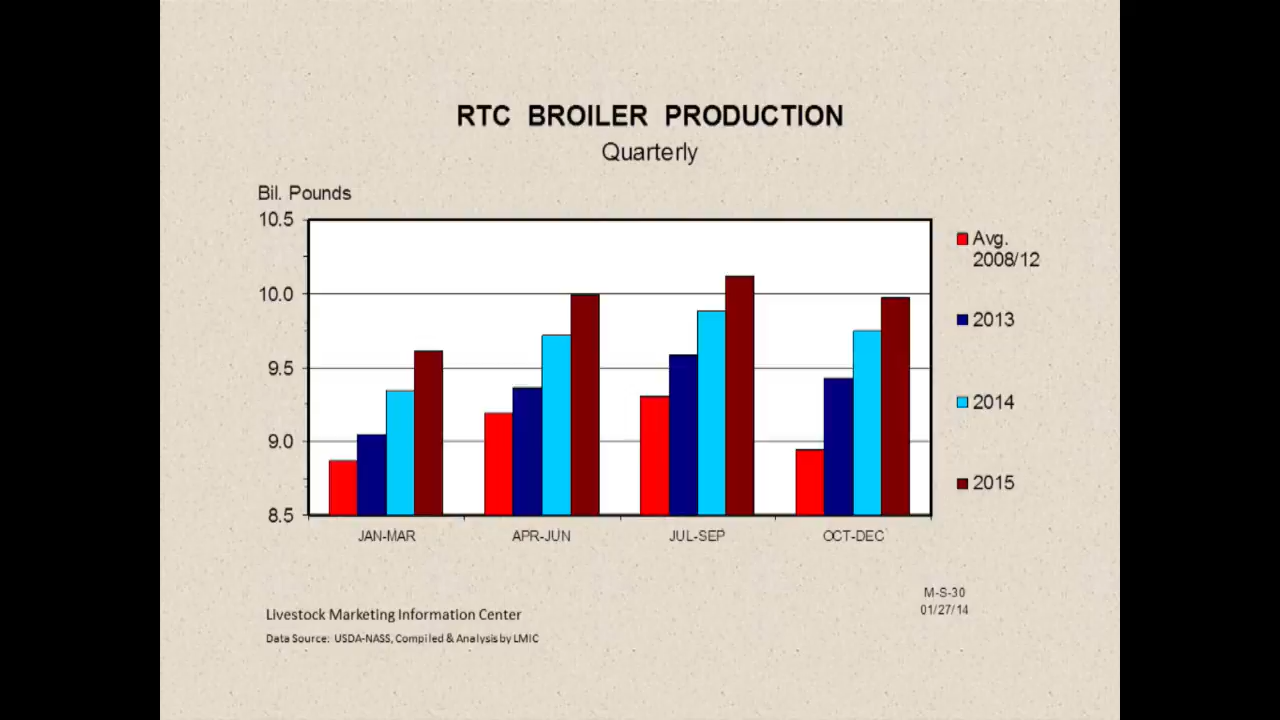 RTC BROILER PRODUCTION
Quarterly
Bil. Pounds
10.5
10.0
9.5
9.0
8.5
JAN-MAR APR-JUN JUL-SEP OCT-DEC
Avg.
2008/12
2013
2014
2015
M-S-30
01/27/14
Livestock Marketing Information Center
Data Source: USDA-NASS, Compiled & Analysis by LMIC